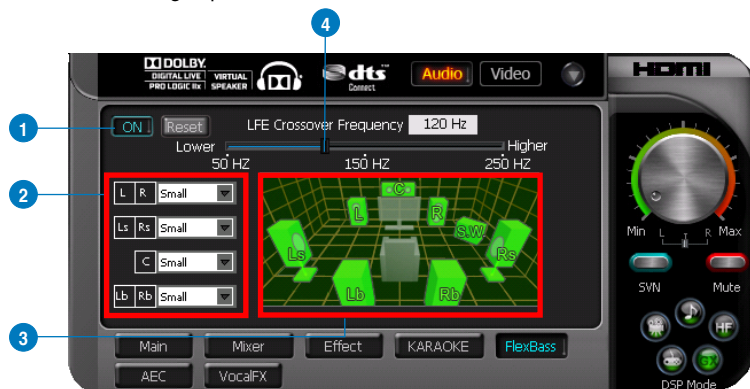 4
DOLBY
DIGITAL LIVE
PRO LOGIC IIx
VIRTUAL
SPEAKER
dts
Connect
Audio
Video
HDMI
1
ON
Reset
LFE Crossover Frequency
120 Hz
Lower
Higher
50 HZ
150 HZ
250 HZ
2
L R Small
Ls Rs Small
C Small
Lb Rb Small
C
L
R
S.W.
Ls
Rs
Lb
Rb
Min
L T R
Max
SVN
Mute
3
Main
Mixer
Effect
KARAOKE
FlexBass
AEC
VocalFX
HF
GX
DSP Mode